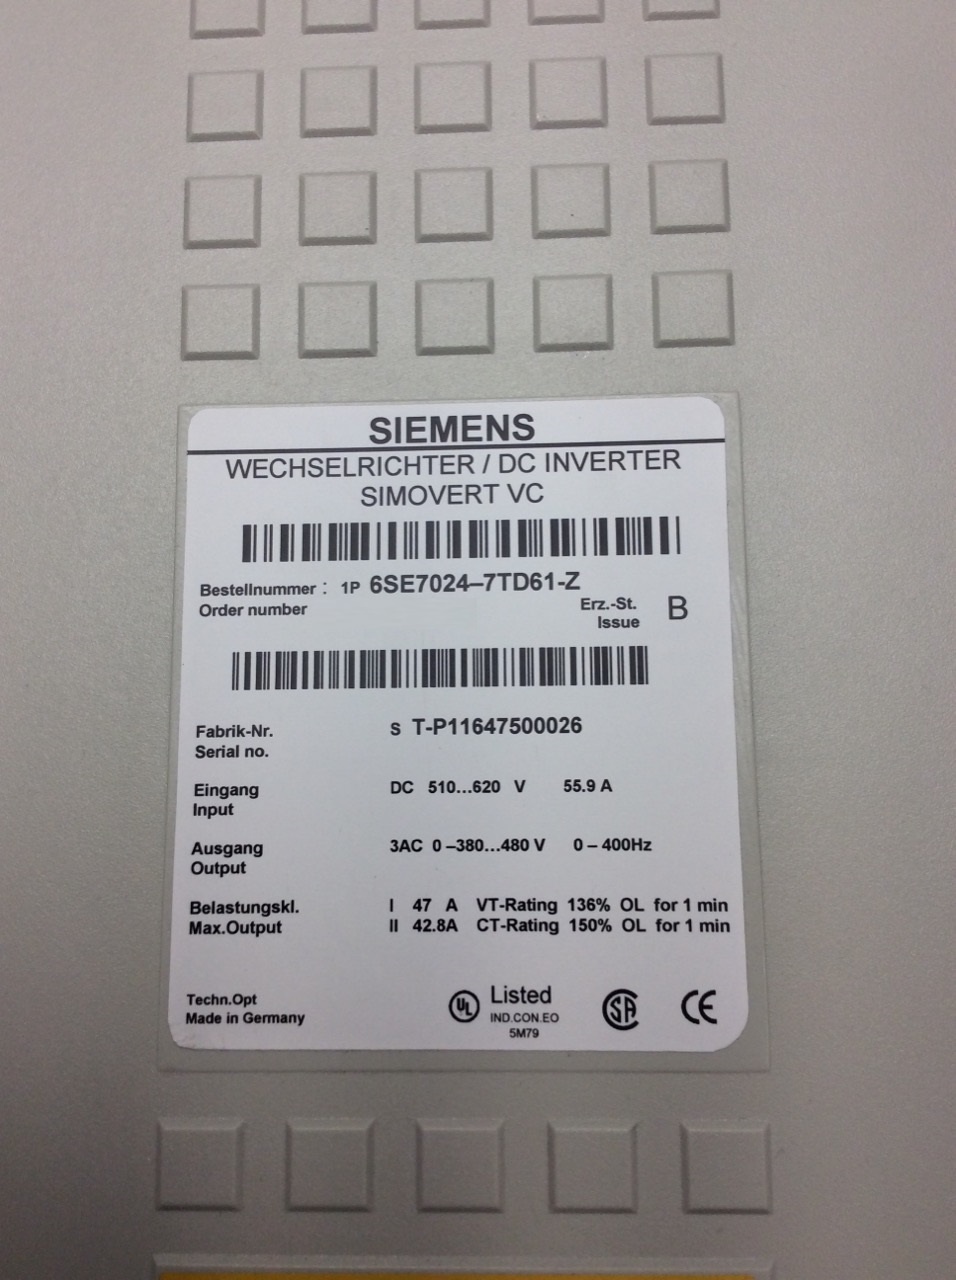 SIEMENS
WECHSELRICHTER / DC INVERTER
SIMOVERT VC
Bestellnummer : 1P 6SE7024–7TD61-Z
Order number
Erz.-St. B
Issue
Fabrik-Nr. S T-P11647500026
Serial no.
Eingang DC 510...620 V 55.9 A
Input
Ausgang 3AC 0 –380...480 V 0 – 400Hz
Output
Belastungskl. I 47 A VT-Rating 136% OL for 1 min
Max.Output II 42.8A CT-Rating 150% OL for 1 min
Techn.Opt
Made in Germany
UL Listed
IND.CON.EO
5M79
SA
CE